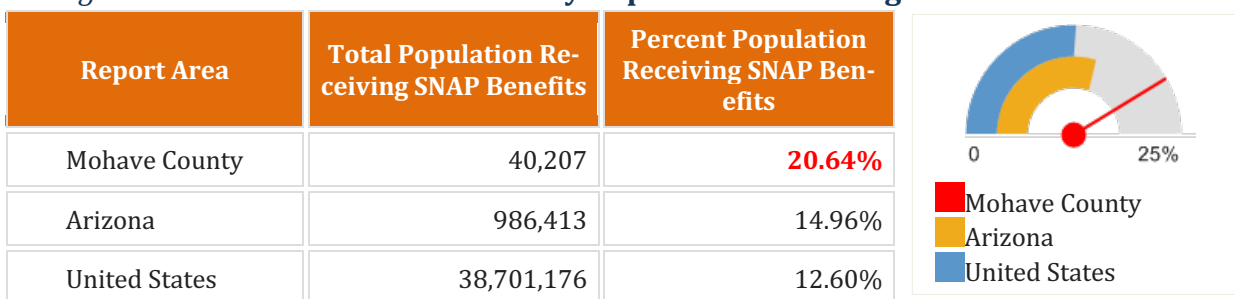 Report Area
Total Population Re-
ceiving SNAP Benefits
Percent Population
Receiving SNAP Ben-
efits
Mohave County
40,207
20.64%
Arizona
986,413
14.96%
United States
38,701,176
12.60%
0
25%
Mohave County
Arizona
United States